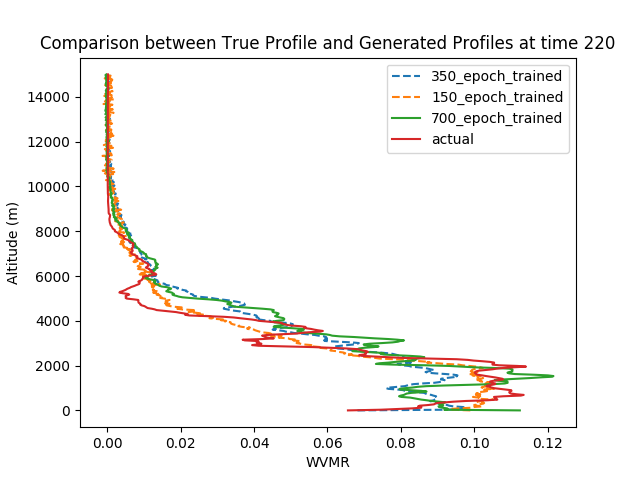 Comparison between True Profile and Generated Profiles at time 220
350_epoch_trained
150_epoch_trained
700_epoch_trained
actual
Altitude (m)
14000
12000
10000
8000
6000
4000
2000
0
0.00 0.02 0.04 0.06 0.08 0.10 0.12
WVMR